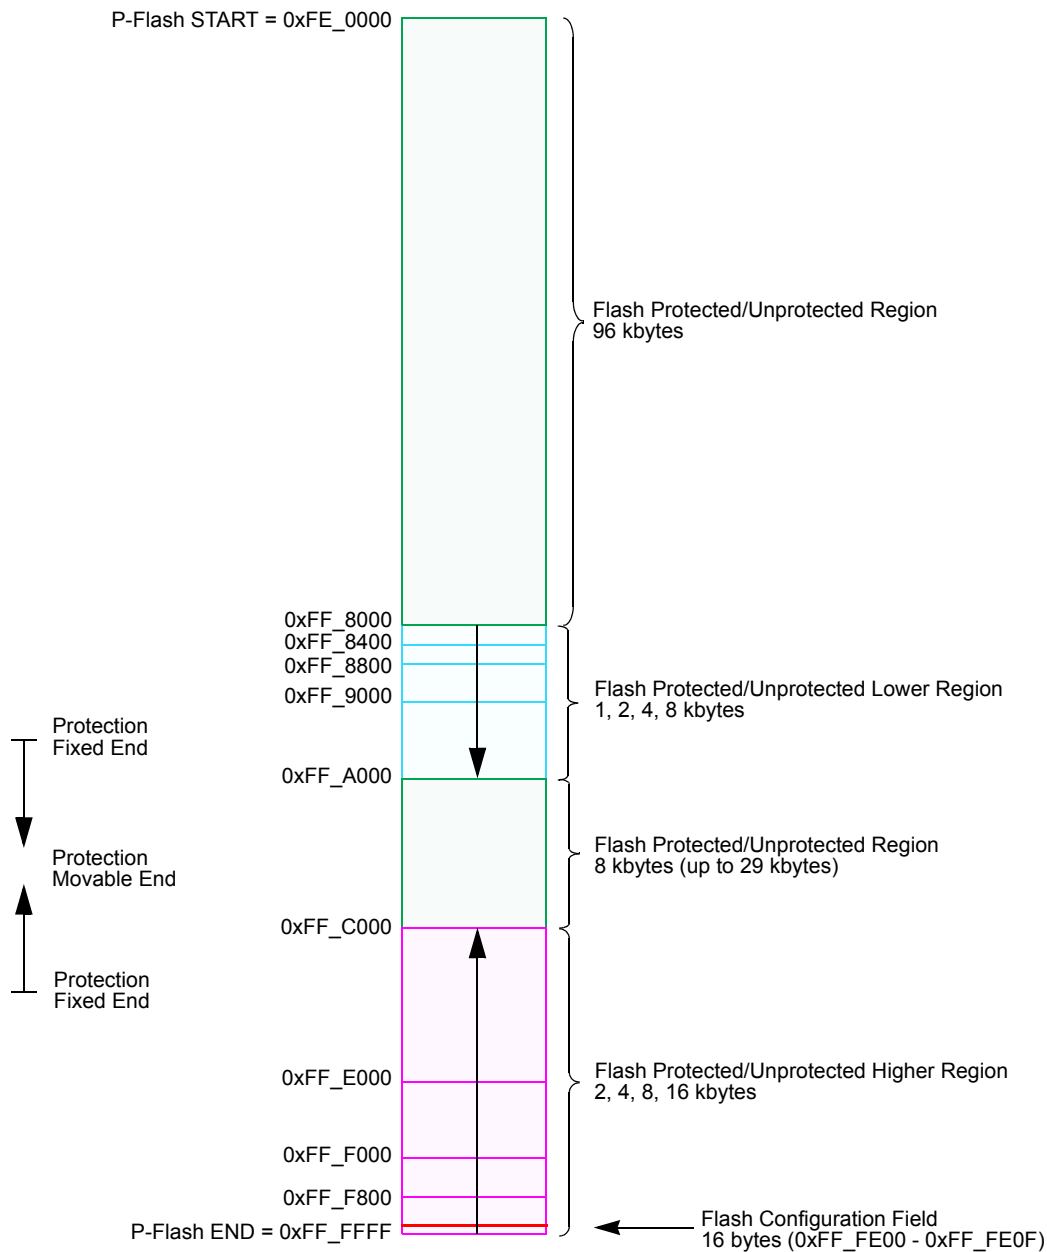 P-Flash START = 0xFE_0000
Flash Protected/Unprotected Region
96 kbytes
0xFF_8000
0xFF_8400
0xFF_8800
0xFF_9000
Flash Protected/Unprotected Lower Region
1, 2, 4, 8 kbytes
Protection
Fixed End
0xFF_A000
Flash Protected/Unprotected Region
8 kbytes (up to 29 kbytes)
Protection
Movable End
0xFF_C000
Protection
Fixed End
0xFF_E000
Flash Protected/Unprotected Higher Region
2, 4, 8, 16 kbytes
0xFF_F000
0xFF_F800
P-Flash END = 0xFF_FFFF
Flash Configuration Field
16 bytes (0xFF_FE00 - 0xFF_FE0F)